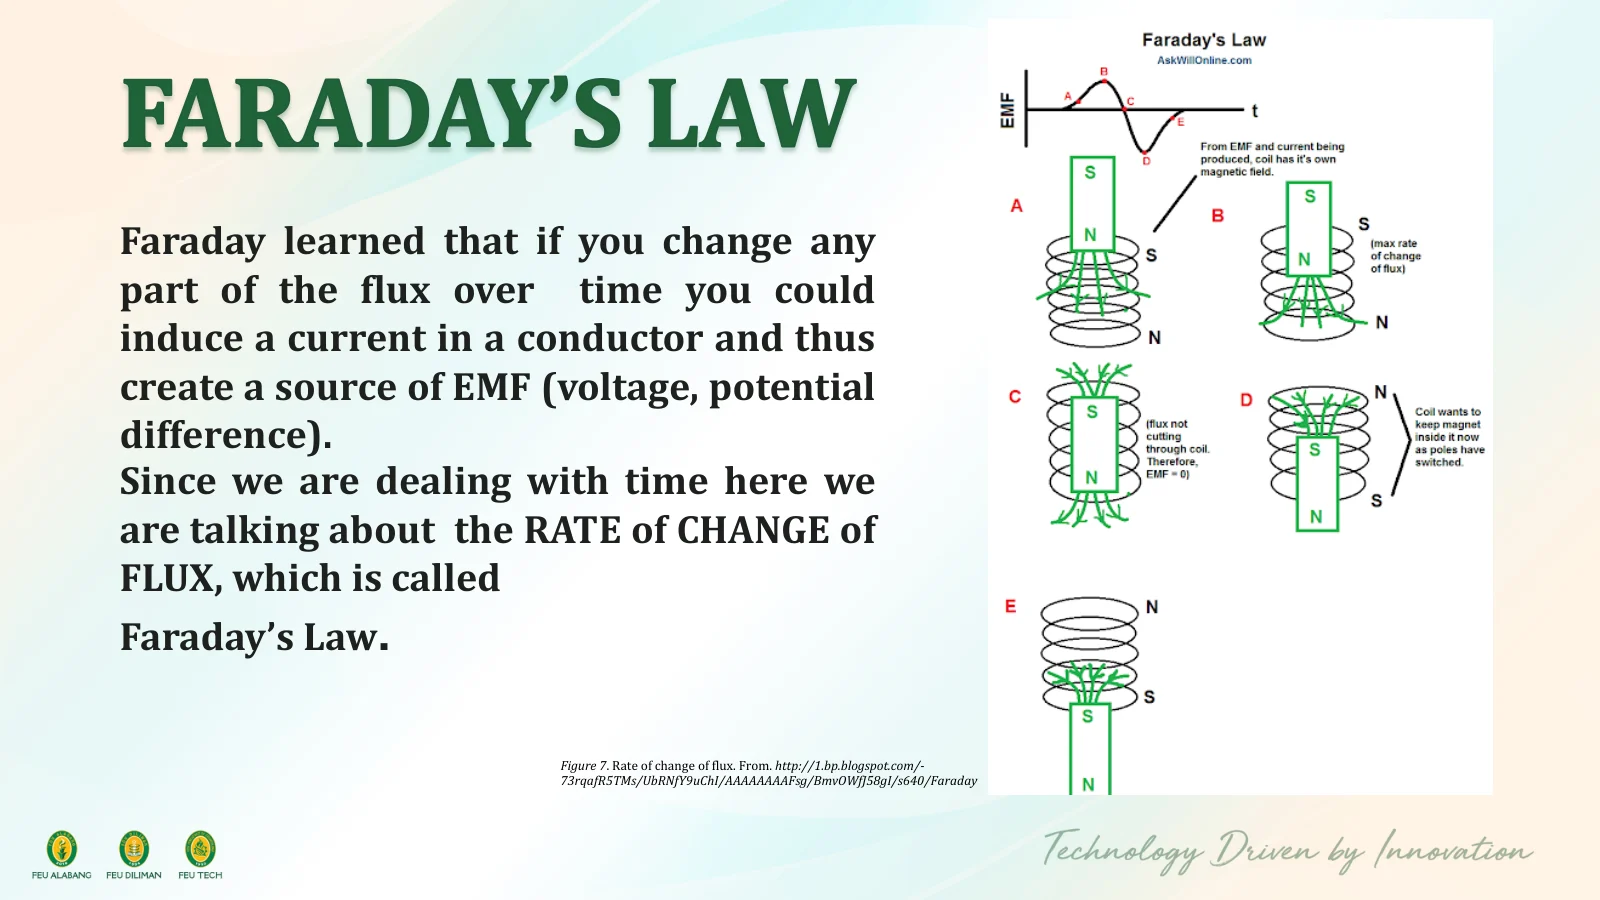 FARADAY’S LAW
Faraday learned that if you change any
part of the flux over time you could
induce a current in a conductor and thus
create a source of EMF (voltage, potential
difference).
Since we are dealing with time here we
are talking about the RATE of CHANGE of
FLUX, which is called
Faraday’s Law.
Figure 7. Rate of change of flux. From. http://1.bp.blogspot.com/-
73rqafR5TMs/UbRNfY9uChI/AAAAAAAAFsg/BmvOWfJ58gI/s640/Faraday
Faraday's Law
AskWillOnline.com
EMF
A
B
C
D
E
t
From EMF and current being
produced, coil has it's own
magnetic field.
A
S
N
S
N
B
S
N
S
(max rate
of change
of flux)
N
C
S
N
(flux not
cutting
through coil.
Therefore,
EMF = 0)
D
S
N
N
S
Coil wants to
keep magnet
inside it now
as poles have
switched.
E
N
S
S
N
FEU ALABANG
FEU DILIMAN
FEU TECH
Technology Driven by Innovation